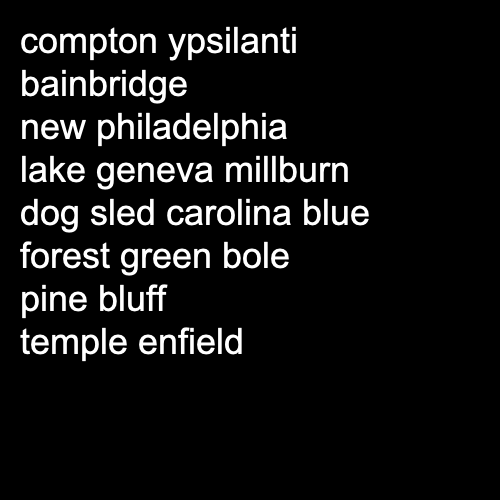 compton ypsilanti
bainbridge
new philadelphia
lake geneva millburn
dog sled carolina blue
forest green bole
pine bluff
temple enfield